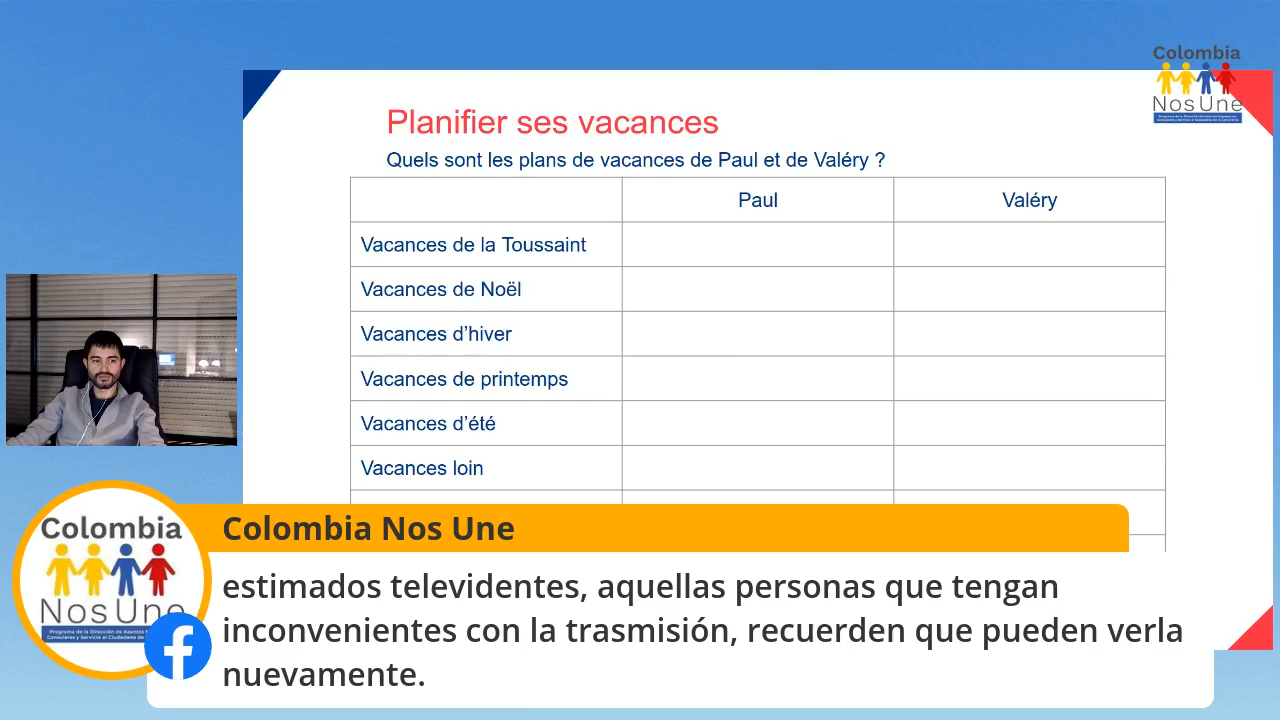 Colombia
Nos Une
Planifier ses vacances
Quels sont les plans de vacances de Paul et de Valéry ?
Paul
Valéry
Vacances de la Toussaint
Vacances de Noël
Vacances d’hiver
Vacances de printemps
Vacances d’été
Vacances loin
Colombia Nos Une
estimados televidentes, aquellas personas que tengan
inconvenientes con la trasmisión, recuerden que pueden verla
nuevamente.
Colombia
Nos Une